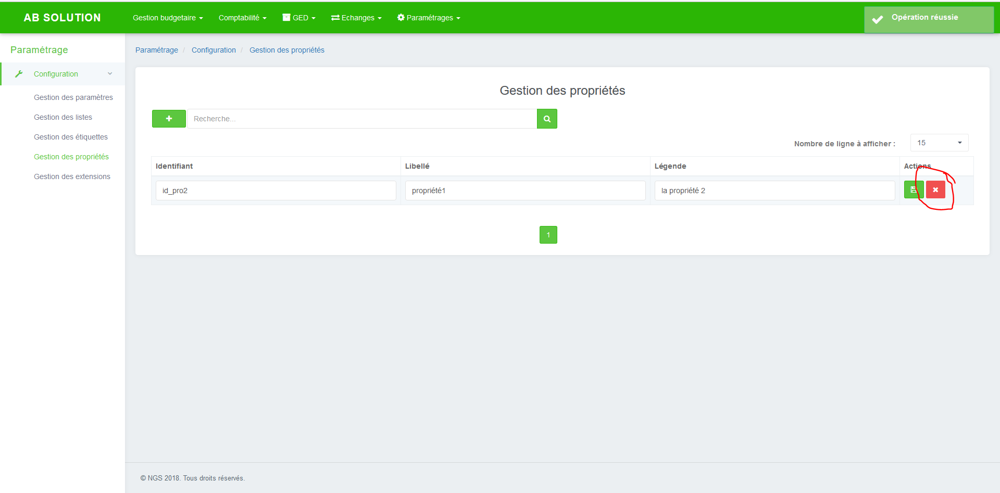 AB SOLUTION
Gestion budgetaire
Comptabilité
GED
Echanges
Paramétrages
Opération réussie
Paramétrage
Configuration
Gestion des paramètres
Gestion des listes
Gestion des étiquettes
Gestion des propriétés
Gestion des extensions
Paramétrage / Configuration / Gestion des propriétés
Gestion des propriétés
Recherche...
Nombre de ligne à afficher : 15
Identifiant Libellé Légende Actions
id_pro2 propriété1 la propriété 2
1
© NGS 2018. Tous droits réservés.